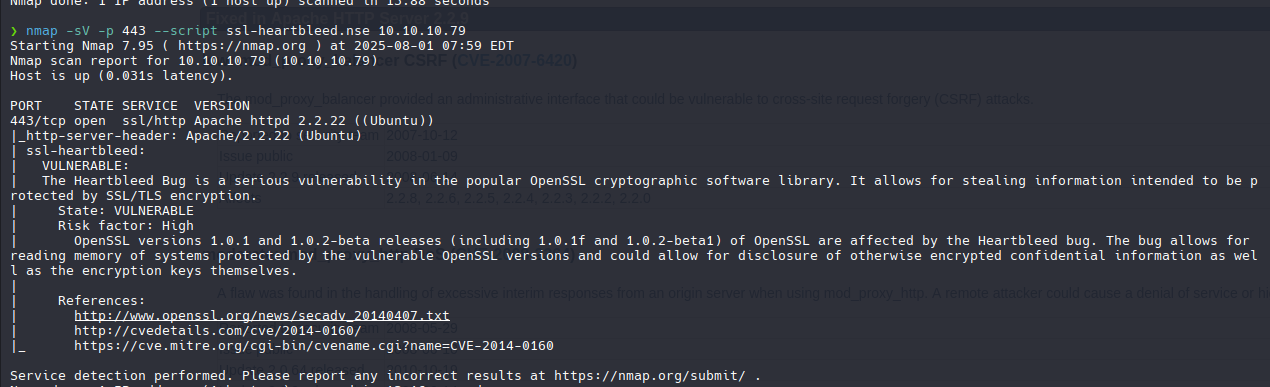 Nmap done: 1 IP address (1 host up) scanned in 13.88 seconds
Fixed in Apache HTTP Server 2.2.9
❯ nmap -sV -p 443 --script ssl-heartbleed.nse 10.10.10.79
Starting Nmap 7.95 ( https://nmap.org ) at 2025-08-01 07:59 EDT
Nmap scan report for 10.10.10.79 (10.10.10.79)
cer CSRF (CVE-2007-6420)
Host is up (0.031s latency).
mod_proxy_balancer provided an administrative interface that could be vulnerable to cross-site request forgery (CSRF) attacks.
PORT    STATE SERVICE  VERSION
443/tcp open  ssl/http Apache httpd 2.2.22 ((Ubuntu))
|_http-server-header: Apache/2.2.22 (Ubuntu)
2007-10-12
| ssl-heartbleed:
Issue public 2008-01-09
|   VULNERABLE:
|   The Heartbleed Bug is a serious vulnerability in the popular OpenSSL cryptographic software library. It allows for stealing information intended to be p
rotected by SSL/TLS encryption.
2.2.8, 2.2.6, 2.2.5, 2.2.4, 2.2.3, 2.2.2, 2.2.0
|     State: VULNERABLE
|     Risk factor: High
|       OpenSSL versions 1.0.1 and 1.0.2-beta releases (including 1.0.1f and 1.0.2-beta1) of OpenSSL are affected by the Heartbleed bug. The bug allows for
reading memory of systems protected by the vulnerable OpenSSL versions and could allow for disclosure of otherwise encrypted confidential information as wel
l as the encryption keys themselves.
|
A flaw was found in the handling of excessive interim responses from an origin server when using mod_proxy_http. A remote attacker could cause a denial of service or
|     References:
|       http://www.openssl.org/news/secadv_20140407.txt
2008-05-29
|       http://cvedetails.com/cve/2014-0160/
|_      https://cve.mitre.org/cgi-bin/cvename.cgi?name=CVE-2014-0160
Service detection performed. Please report any incorrect results at https://nmap.org/submit/ .